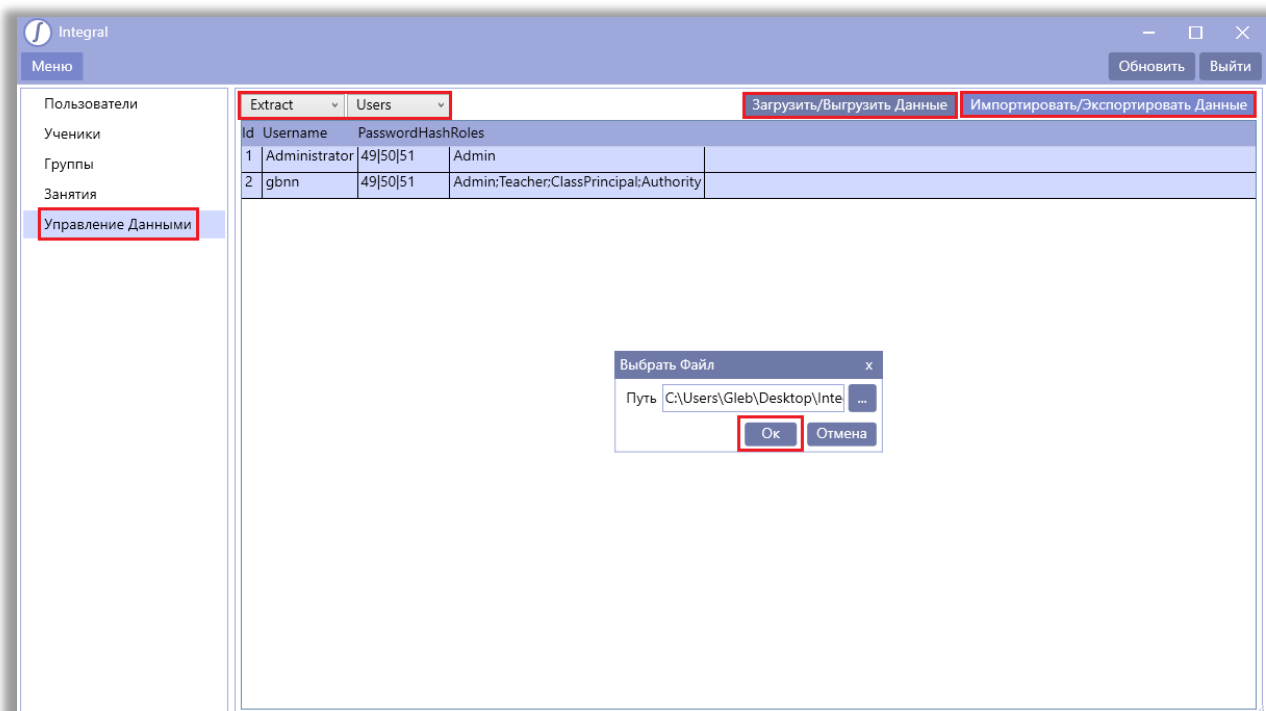 Integral
Меню Обновить Выйти
Пользователи
Ученики
Группы
Занятия
Управление Данными
Extract Users Загрузить/Выгрузить Данные Импортировать/Экспортировать Данные
Id Username PasswordHash Roles
1 Administrator 49|50|51 Admin
2 gbnn 49|50|51 Admin;Teacher;ClassPrincipal;Authority
Выбрать Файл x
Путь C:\Users\Gleb\Desktop\Inte ...
Ок Отмена